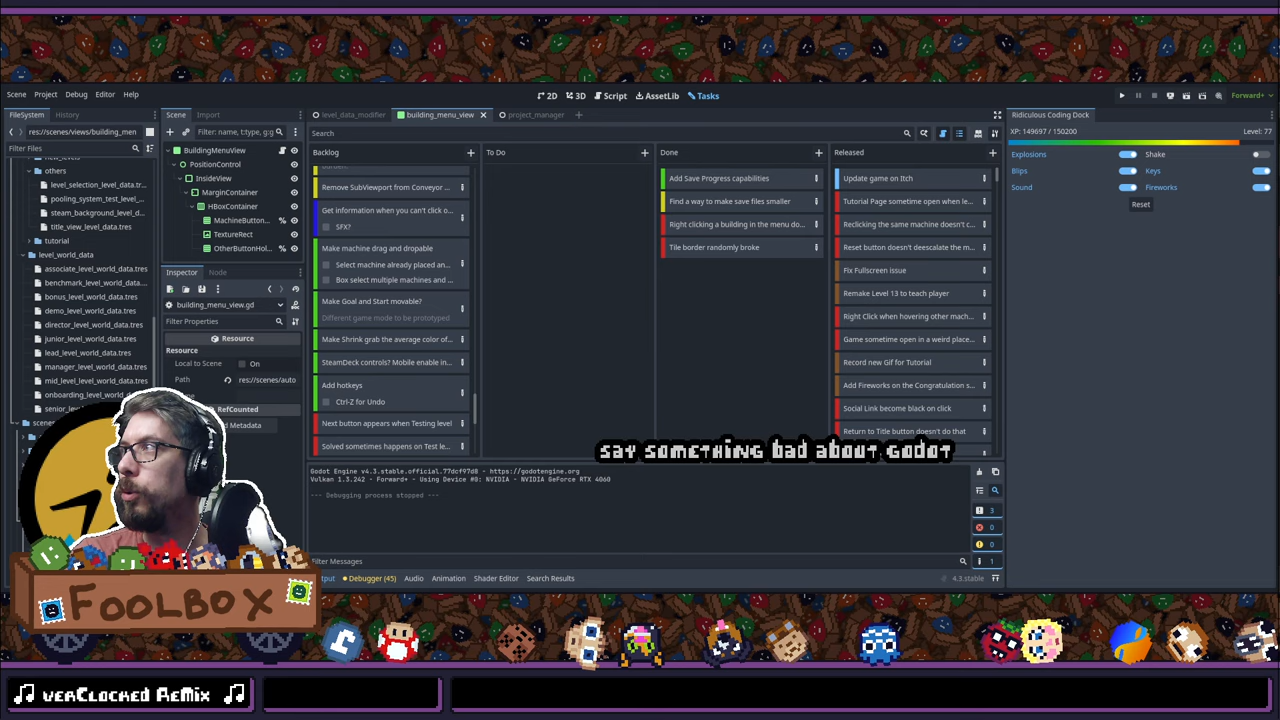 Scene Project Debug Editor Help
2D 3D Script AssetLib Tasks
Forward+
FileSystem History
res://scenes/views/building_men
Filter Files
others
level_selection_level_data.tr...
pooling_system_test_level_...
steam_background_level_d...
title_view_level_data.tres
tutorial
level_world_data
associate_level_world_data.tres
benchmark_level_world_data....
bonus_level_world_data.tres
demo_level_world_data.tres
director_level_world_data.tres
junior_level_world_data.tres
lead_level_world_data.tres
manager_level_world_data.tres
mid_level_level_world_data.tres
onboarding_level_world_data....
Scene Import
Filter: name, t:type, g:g
BuildingMenuView
PositionControl
InsideView
MarginContainer
HBoxContainer
MachineButton...
TextureRect
OtherButtonHol...
Inspector Node
building_menu_view.gd
Filter Properties
Resource
Resource
Local to Scene On
Path res://scenes/auto
RefCounted
Metadata
level_data_modifier building_menu_view project_manager
Search
Backlog
Remove SubViewport from Conveyor ...
Get information when you can't click o...
SFX?
Make machine drag and dropable
Select machine already placed an...
Box select multiple machines and ...
Make Goal and Start movable?
Different game mode to be prototyped
Make Shrink grab the average color of...
SteamDeck controls? Mobile enable in...
Add hotkeys
Ctrl-Z for Undo
Next button appears when Testing level
Solved sometimes happens on Test le...
To Do
Done
Add Save Progress capabilities
Find a way to make save files smaller
Right clicking a building in the menu do...
Tile border randomly broke
Released
Update game on Itch
Tutorial Page sometime open when le...
Reclicking the same machine doesn't c...
Reset button doesn't deescalate the m...
Fix Fullscreen issue
Remake Level 13 to teach player
Right Click when hovering other mach...
Game sometime open in a weird place...
Record new Gif for Tutorial
Add Fireworks on the Congratulation s...
Social Link become black on click
Return to Title button doesn't do that
say something bad about Godot
Godot Engine v4.3.stable.official.77dcf97d8 - https://godotengine.org
Vulkan 1.3.242 - Forward+ - Using Device #0: NVIDIA - NVIDIA GeForce RTX 4060
--- Debugging process stopped ---
3
0
0
1
Filter Messages
Debugger (45) Audio Animation Shader Editor Search Results
4.3.stable
Ridiculous Coding Dock
XP: 149697 / 150200 Level: 77
Explosions Shake
Blips Keys
Sound Fireworks
Reset
FOOLBOX
verClocked ReMix